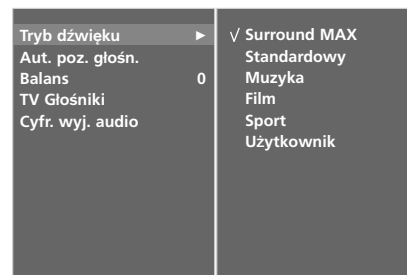 Tryb dźwięku ►
Aut. poz. głośn.
Balans 0
TV Głośniki
Cyfr. wyj. audio
√ Surround MAX
Standardowy
Muzyka
Film
Sport
Użytkownik